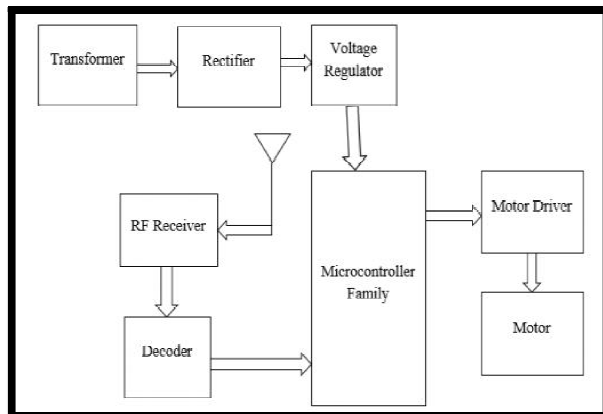 Transformer
Rectifier
Voltage
Regulator
RF Receiver
Microcontroller
Family
Motor Driver
Decoder
Motor